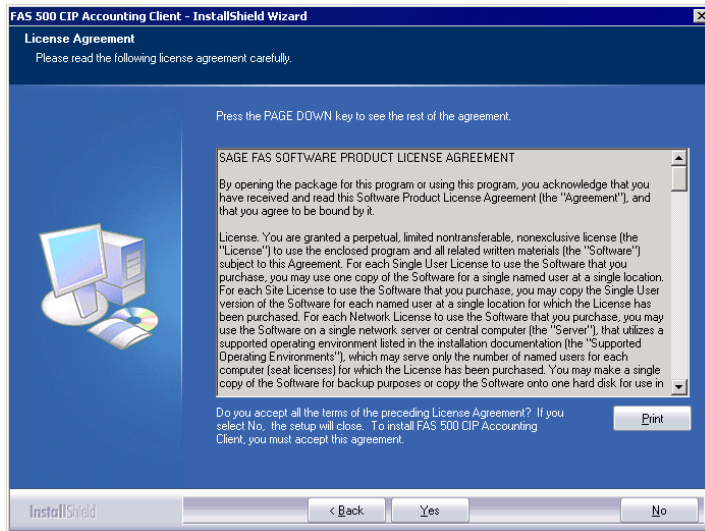 FAS 500 CIP Accounting Client - InstallShield Wizard
License Agreement
Please read the following license agreement carefully.
Press the PAGE DOWN key to see the rest of the agreement.
SAGE FAS SOFTWARE PRODUCT LICENSE AGREEMENT
By opening the package for this program or using this program, you acknowledge that you
have received and read this Software Product License Agreement (the "Agreement"), and
that you agree to be bound by it.
License. You are granted a perpetual, limited nontransferable, nonexclusive license (the
"License") to use the enclosed program and all related written materials (the "Software")
subject to this Agreement. For each Single User License to use the Software that you
purchase, you may use one copy of the Software for a single named user at a single location.
For each Site License to use the Software that you purchase, you may copy the Single User
version of the Software for each named user at a single location for which the License has
been purchased. For each Network License to use the Software that you purchase, you may
use the Software on a single network server or central computer (the "Server"), that utilizes a
supported operating environment listed in the installation documentation (the "Supported
Operating Environments"), which may serve only the number of named users for each
computer (seat licenses) for which the License has been purchased. You may make a single
copy of the Software for backup purposes or copy the Software onto one hard disk for use in
Do you accept all the terms of the preceding License Agreement? If you
select No, the setup will close. To install FAS 500 CIP Accounting
Client, you must accept this agreement.
Print
InstallShield
< Back
Yes
No